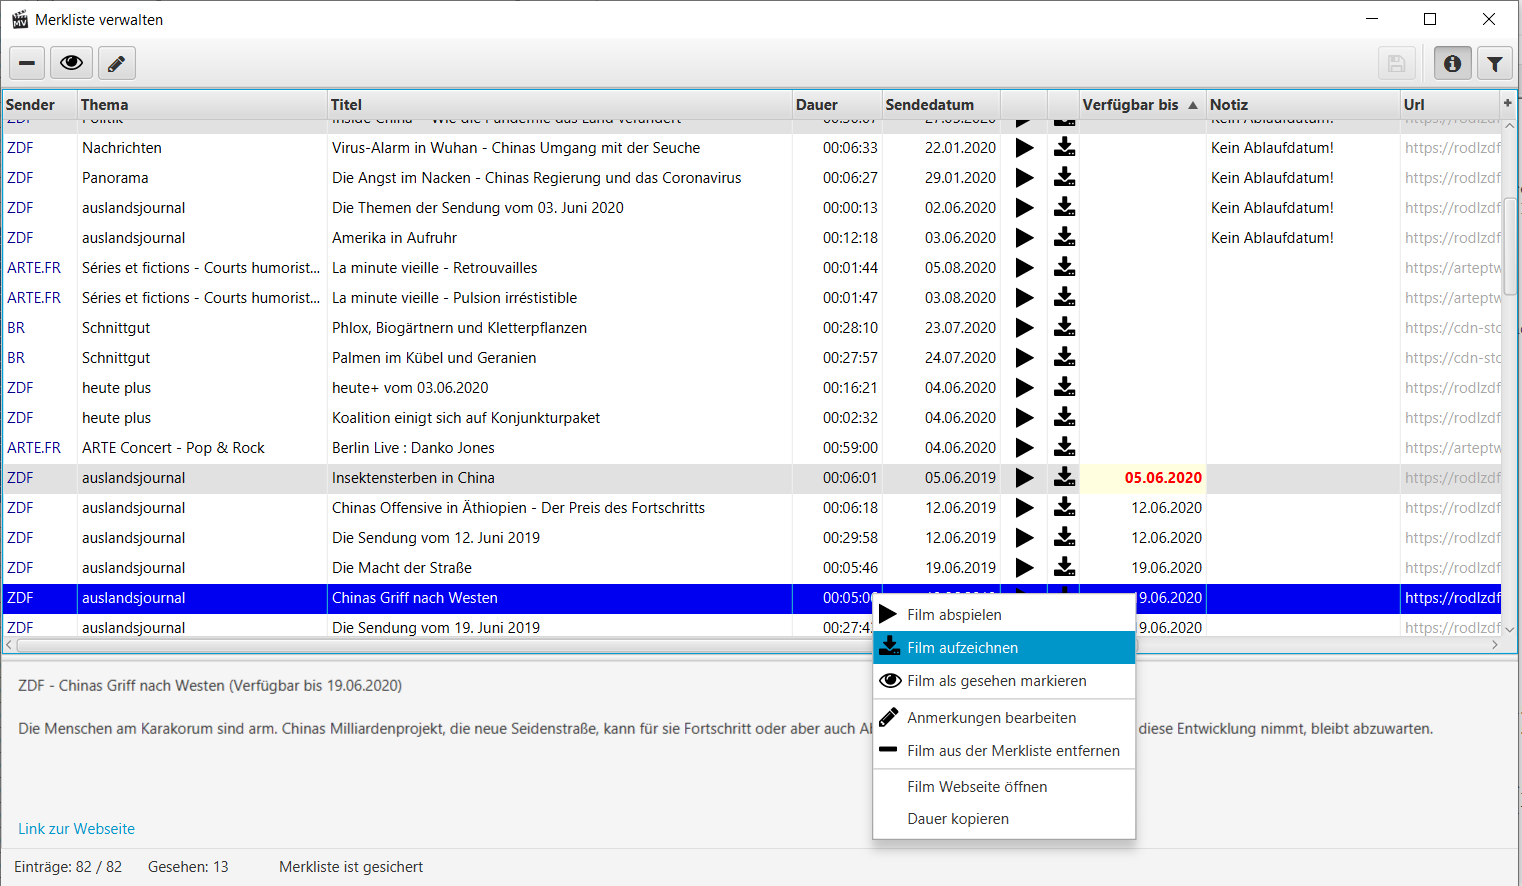 MV Merkliste verwalten
Sender Thema Titel Dauer Sendedatum Verfügbar bis Notiz Url +
ZDF Politik Inside China - Wie die Pandemie das Land verändert 27.05.2020 Kein Ablaufdatum!
ZDF Nachrichten Virus-Alarm in Wuhan - Chinas Umgang mit der Seuche 00:06:33 22.01.2020 Kein Ablaufdatum! https://rodlzdf
ZDF Panorama Die Angst im Nacken - Chinas Regierung und das Coronavirus 00:06:27 29.01.2020 Kein Ablaufdatum! https://rodlzdf
ZDF auslandsjournal Die Themen der Sendung vom 03. Juni 2020 00:00:13 02.06.2020 Kein Ablaufdatum! https://rodlzdf
ZDF auslandsjournal Amerika in Aufruhr 00:12:18 03.06.2020 Kein Ablaufdatum! https://rodlzdf
ARTE.FR Séries et fictions - Courts humorist... La minute vieille - Retrouvailles 00:01:44 05.08.2020 https://arteptw
ARTE.FR Séries et fictions - Courts humorist... La minute vieille - Pulsion irréstistible 00:01:47 03.08.2020 https://arteptw
BR Schnittgut Phlox, Biogärtnern und Kletterpflanzen 00:28:10 23.07.2020 https://cdn-sto
BR Schnittgut Palmen im Kübel und Geranien 00:27:57 24.07.2020 https://cdn-sto
ZDF heute plus heute+ vom 03.06.2020 00:16:21 04.06.2020 https://rodlzdf
ZDF heute plus Koalition einigt sich auf Konjunkturpaket 00:02:32 04.06.2020 https://rodlzdf
ARTE.FR ARTE Concert - Pop & Rock Berlin Live : Danko Jones 00:59:00 04.06.2020 https://arteptw
ZDF auslandsjournal Insektensterben in China 00:06:01 05.06.2019 05.06.2020 https://rodlzdf
ZDF auslandsjournal Chinas Offensive in Äthiopien - Der Preis des Fortschritts 00:06:18 12.06.2019 12.06.2020 https://rodlzdf
ZDF auslandsjournal Die Sendung vom 12. Juni 2019 00:29:58 12.06.2019 12.06.2020 https://rodlzdf
ZDF auslandsjournal Die Macht der Straße 00:05:46 19.06.2019 19.06.2020 https://rodlzdf
ZDF auslandsjournal Chinas Griff nach Westen 00:05:0 19.06.2020 https://rodlzdf
ZDF auslandsjournal Die Sendung vom 19. Juni 2019 00:27:4 9.06.2020 https://rodlzdf
Film abspielen
Film aufzeichnen
Film als gesehen markieren
Anmerkungen bearbeiten
Film aus der Merkliste entfernen
Film Webseite öffnen
Dauer kopieren
ZDF - Chinas Griff nach Westen (Verfügbar bis 19.06.2020)
Die Menschen am Karakorum sind arm. Chinas Milliardenprojekt, die neue Seidenstraße, kann für sie Fortschritt oder aber auch diese Entwicklung nimmt, bleibt abzuwarten.
Link zur Webseite
Einträge: 82 / 82 Gesehen: 13 Merkliste ist gesichert